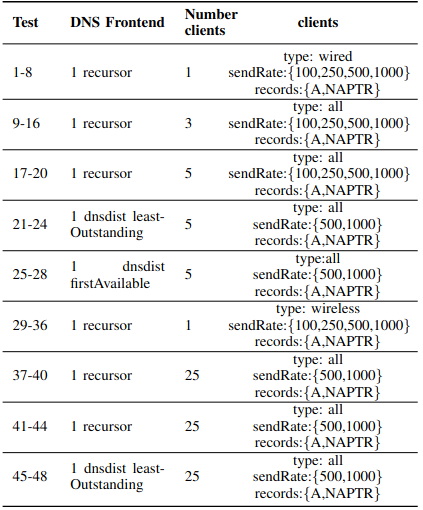 Test DNS Frontend Number clients clients
1-8 1 recursor 1 type: wired
sendRate:{100,250,500,1000}
records:{A,NAPTR}
9-16 1 recursor 3 type: all
sendRate:{100,250,500,1000}
records:{A,NAPTR}
17-20 1 recursor 5 type: all
sendRate:{100,250,500,1000}
records:{A,NAPTR}
21-24 1 dnsdist least-Outstanding 5 type: all
sendRate:{500,1000}
records:{A,NAPTR}
25-28 1 dnsdist firstAvailable 5 type:all
sendRate:{500,1000}
records:{A,NAPTR}
29-36 1 recursor 1 type: wireless
sendRate:{100,250,500,1000}
records:{A,NAPTR}
37-40 1 recursor 25 type: all
sendRate:{500,1000}
records:{A,NAPTR}
41-44 1 recursor 25 type: all
sendRate:{500,1000}
records:{A,NAPTR}
45-48 1 dnsdist least-Outstanding 25 type: all
sendRate:{500,1000}
records:{A,NAPTR}